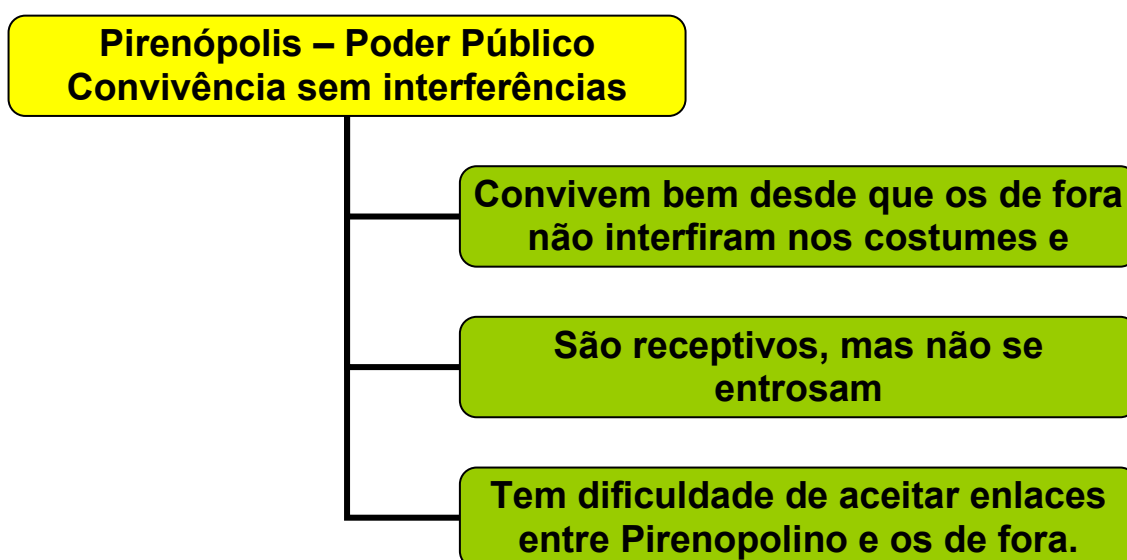 Pirenópolis – Poder Público
Convivência sem interferências
Convivem bem desde que os de fora
não interfiram nos costumes e
São receptivos, mas não se
entrosam
Tem dificuldade de aceitar enlaces
entre Pirenopolino e os de fora.